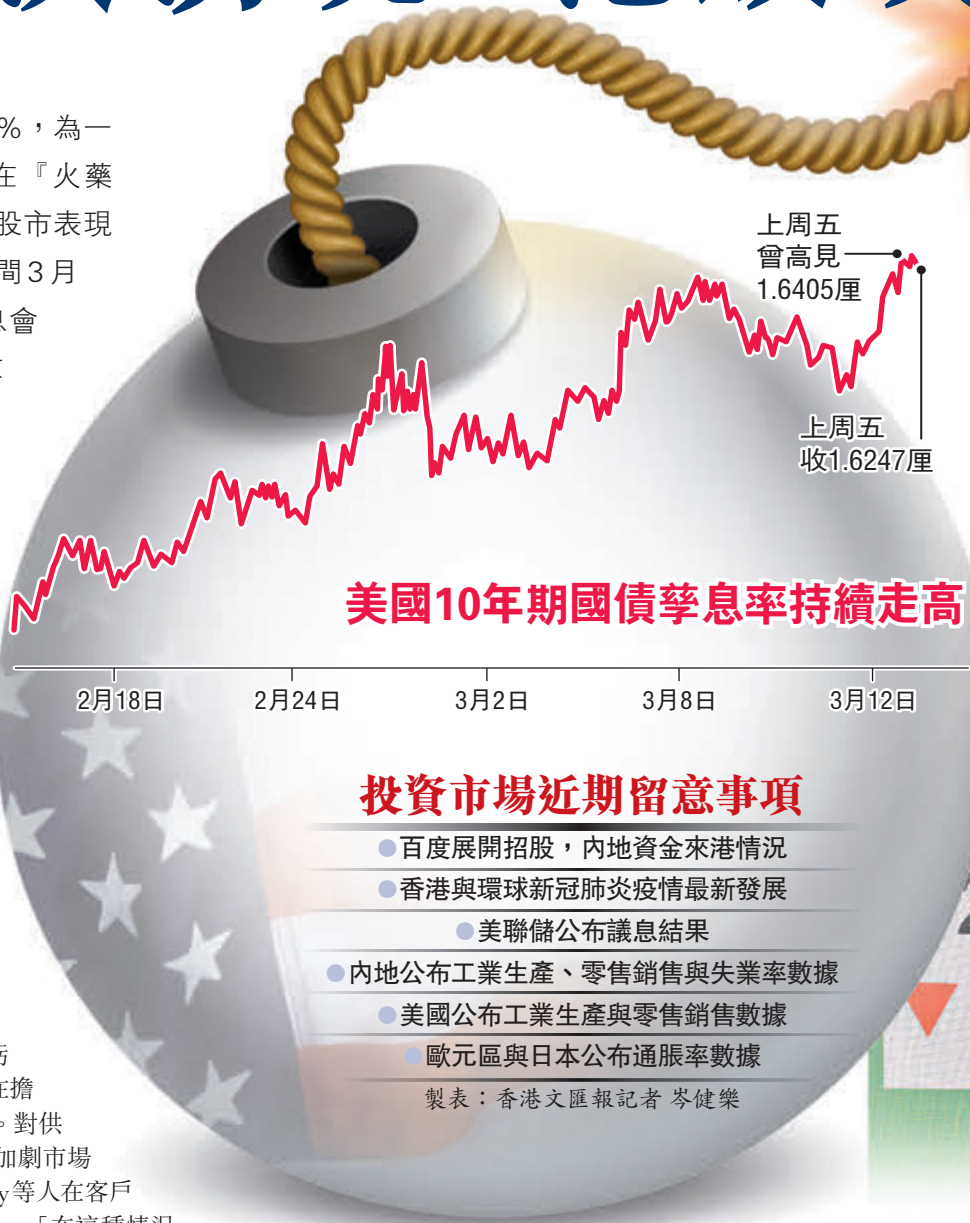 %，為一
在『火藥
股市表現
間3月
息會
上周五
曾高見
1.6405厘
上周五
收1.6247厘
美國10年期國債孳息率持續走高
2月18日
2月24日
3月2日
3月8日
3月12日
投資市場近期留意事項
●百度展開招股，內地資金來港情況
●香港與環球新冠肺炎疫情最新發展
●美聯儲公布議息結果
●內地公布工業生產、零售銷售與失業率數據
●美國公布工業生產與零售銷售數據
●歐元區與日本公布通脹率數據
製表：香港文匯報記者 岑健樂
在擔
。對供
加劇市場
y等人在客戶
「在這種情況